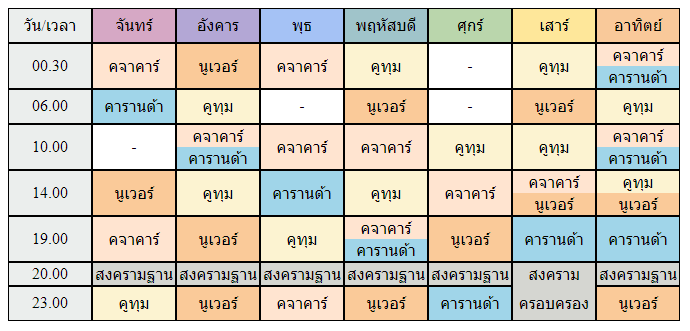 วัน/เวลา จันทร์ อังคาร พุธ พฤหัสบดี ศุกร์ เสาร์ อาทิตย์
00.30 คจาคาร์ นูเวอร์ คจาคาร์ คูทุม - คูทุม คจาคาร์
คารานด้า
06.00 คารานด้า คูทุม - นูเวอร์ - นูเวอร์ คูทุม
10.00 - คจาคาร์ คจาคาร์ คจาคาร์ คูทุม คูทุม คจาคาร์
คารานด้า คารานด้า
14.00 นูเวอร์ คูทุม คารานด้า คูทุม คจาคาร์ คจาคาร์ คูทุม
นูเวอร์ นูเวอร์
19.00 คจาคาร์ นูเวอร์ คูทุม คจาคาร์ นูเวอร์ คารานด้า คารานด้า
คารานด้า
20.00 สงครามฐาน สงครามฐาน สงครามฐาน สงครามฐาน สงครามฐาน สงคราม สงครามฐาน
23.00 คูทุม นูเวอร์ คจาคาร์ นูเวอร์ คารานด้า ครอบครอง นูเวอร์